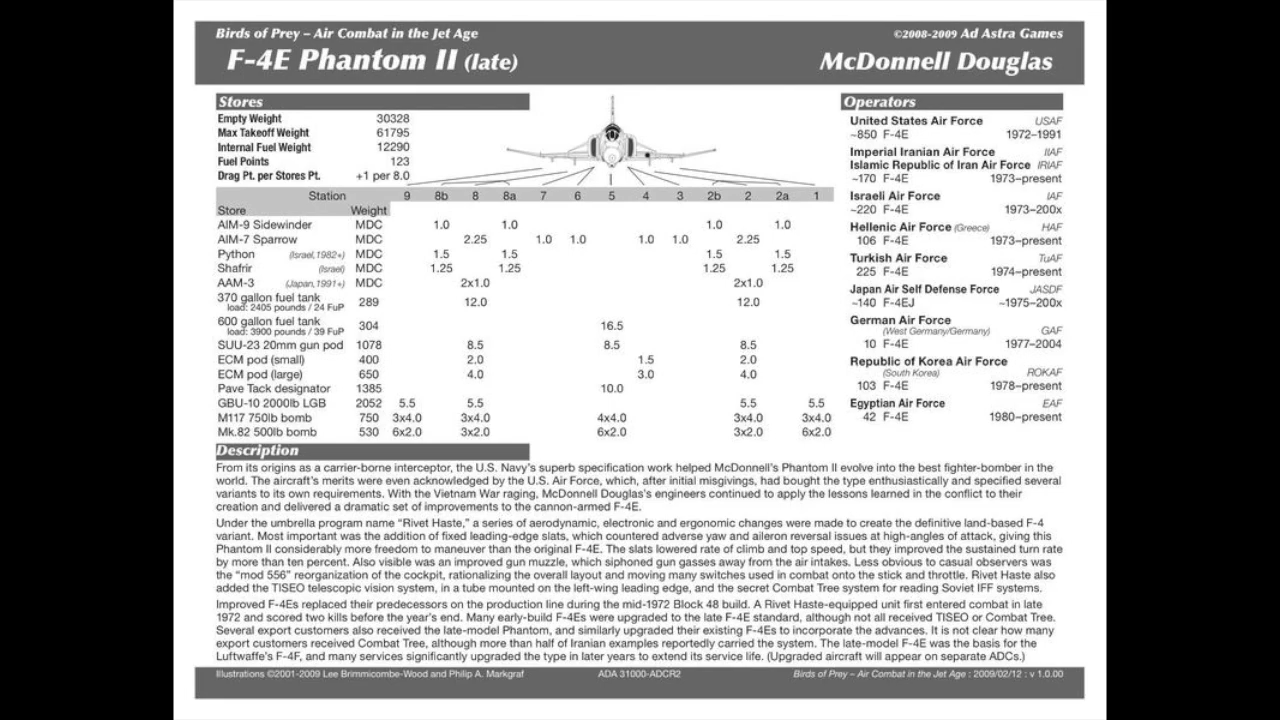 Birds of Prey – Air Combat in the Jet Age ©2008-2009 Ad Astra Games
F-4E Phantom II (late) McDonnell Douglas
Stores
Empty Weight 30328
Max Takeoff Weight 61795
Internal Fuel Weight 12290
Fuel Points 123
Drag Pt. per Stores Pt. +1 per 8.0
Station 9 8b 8 8a 7 6 5 4 3 2b 2 2a 1
Store Weight
AIM-9 Sidewinder MDC 1.0 1.0 1.0 1.0
AIM-7 Sparrow MDC 2.25 1.0 1.0 1.0 1.0 2.25
Python (Israel,1982+) MDC 1.5 1.5 1.5 1.5
Shafrir (Israel) MDC 1.25 1.25 1.25 1.25
AAM-3 (Japan,1991+) MDC 2x1.0 2x1.0
370 gallon fuel tank 289 12.0 12.0
load: 2405 pounds / 24 FuP
600 gallon fuel tank 304 16.5
load: 3900 pounds / 39 FuP
SUU-23 20mm gun pod 1078 8.5 8.5 8.5
ECM pod (small) 400 2.0 1.5 2.0
ECM pod (large) 650 4.0 3.0 4.0
Pave Tack designator 1385 10.0
GBU-10 2000lb LGB 2052 5.5 5.5 5.5 5.5
M117 750lb bomb 750 3x4.0 3x4.0 4x4.0 3x4.0 3x4.0
Mk.82 500lb bomb 530 6x2.0 3x2.0 6x2.0 3x2.0 6x2.0
Operators
United States Air Force USAF
~850 F-4E 1972–1991
Imperial Iranian Air Force IIAF
Islamic Republic of Iran Air Force IRIAF
~170 F-4E 1973–present
Israeli Air Force IAF
~220 F-4E 1973–200x
Hellenic Air Force (Greece) HAF
106 F-4E 1973–present
Turkish Air Force TuAF
225 F-4E 1974–present
Japan Air Self Defense Force JASDF
~140 F-4EJ ~1975–200x
German Air Force
(West Germany/Germany) GAF
10 F-4E 1977–2004
Republic of Korea Air Force
(South Korea) ROKAF
103 F-4E 1978–present
Egyptian Air Force EAF
42 F-4E 1980–present
Description
From its origins as a carrier-borne interceptor, the U.S. Navy's superb specification work helped McDonnell's Phantom II evolve into the best fighter-bomber in the
world. The aircraft's merits were even acknowledged by the U.S. Air Force, which, after initial misgivings, had bought the type enthusiastically and specified several
variants to its own requirements. With the Vietnam War raging, McDonnell Douglas's engineers continued to apply the lessons learned in the conflict to their
creation and delivered a dramatic set of improvements to the cannon-armed F-4E.
Under the umbrella program name “Rivet Haste,” a series of aerodynamic, electronic and ergonomic changes were made to create the definitive land-based F-4
variant. Most important was the addition of fixed leading-edge slats, which countered adverse yaw and aileron reversal issues at high-angles of attack, giving this
Phantom II considerably more freedom to maneuver than the original F-4E. The slats lowered rate of climb and top speed, but they improved the sustained turn rate
by more than ten percent. Also visible was an improved gun muzzle, which siphoned gun gasses away from the air intakes. Less obvious to casual observers was
the “mod 556” reorganization of the cockpit, rationalizing the overall layout and moving many switches used in combat onto the stick and throttle. Rivet Haste also
added the TISEO telescopic vision system, in a tube mounted on the left-wing leading edge, and the secret Combat Tree system for reading Soviet IFF systems.
Improved F-4Es replaced their predecessors on the production line during the mid-1972 Block 48 build. A Rivet Haste-equipped unit first entered combat in late
1972 and scored two kills before the year's end. Many early-build F-4Es were upgraded to the late F-4E standard, although not all received TISEO or Combat Tree.
Several export customers also received the late-model Phantom, and similarly upgraded their existing F-4Es to incorporate the advances. It is not clear how many
export customers received Combat Tree, although more than half of Iranian examples reportedly carried the system. The late-model F-4E was the basis for the
Luftwaffe's F-4F, and many services significantly upgraded the type in later years to extend its service life. (Upgraded aircraft will appear on separate ADCs.)
Illustrations ©2001-2009 Lee Brimmicombe-Wood and Philip A. Markgraf ADA 31000-ADCR2 Birds of Prey – Air Combat in the Jet Age : 2009/02/12 : v 1.0.00